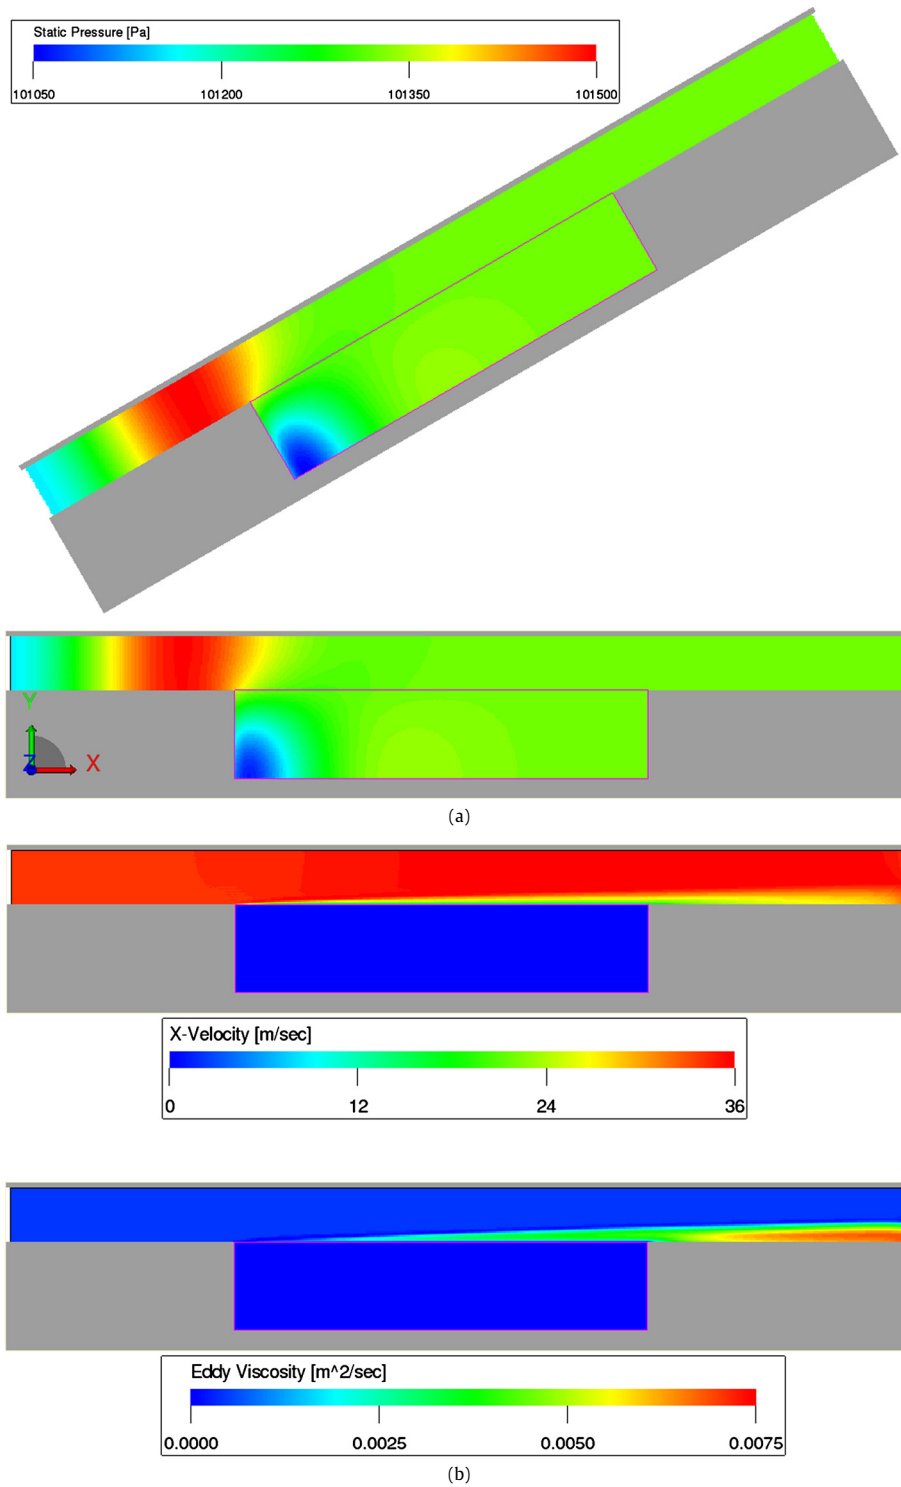 Static Pressure [Pa]
101050 101200 101350 101500
Y
Z X
(a)
X-Velocity [m/sec]
0 12 24 36
Eddy Viscosity [m^2/sec]
0.0000 0.0025 0.0050 0.0075
(b)